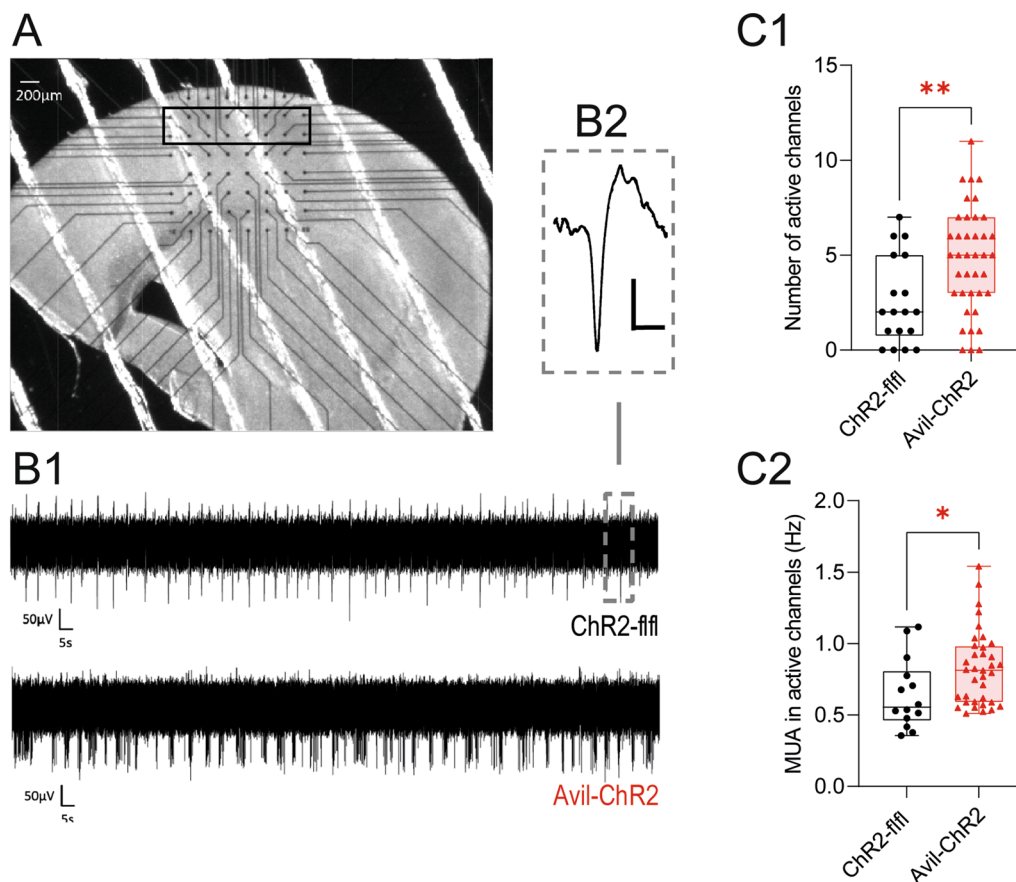 A
200µm
B2
B1
50µV
5s
ChR2-flfl
50µV
5s
Avil-ChR2
C1
**
Number of active channels
15
10
5
0
ChR2-flfl
Avil-ChR2
C2
*
MUA in active channels (Hz)
2.0
1.5
1.0
0.5
0.0
ChR2-flfl
Avil-ChR2